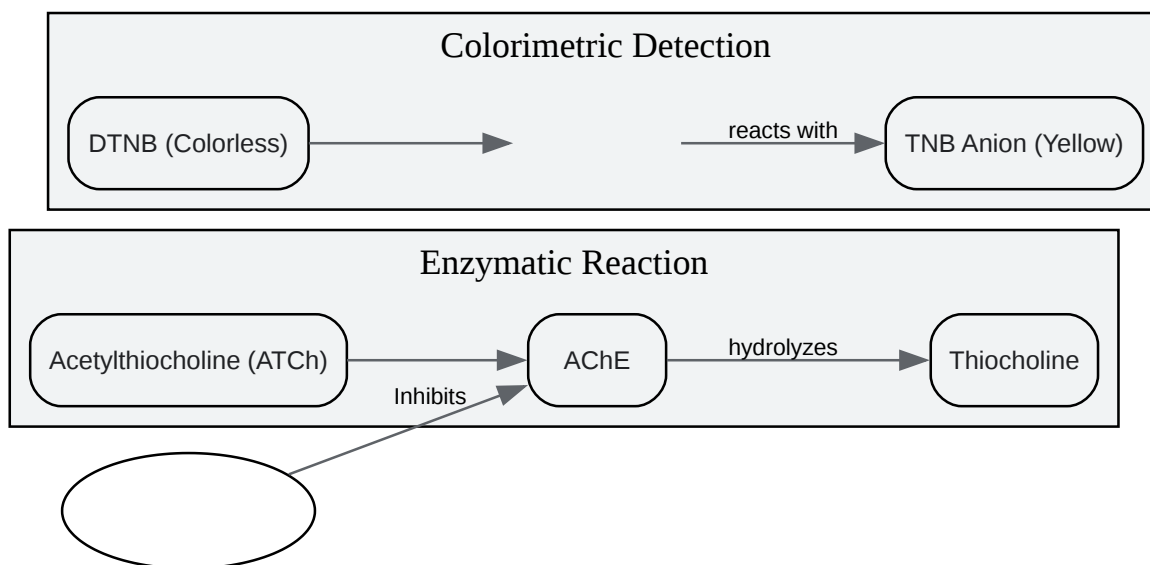 Colorimetric Detection
DTNB (Colorless)
reacts with
TNB Anion (Yellow)
Enzymatic Reaction
Acetylthiocholine (ATCh)
AChE
hydrolyzes
Thiocholine
Inhibits